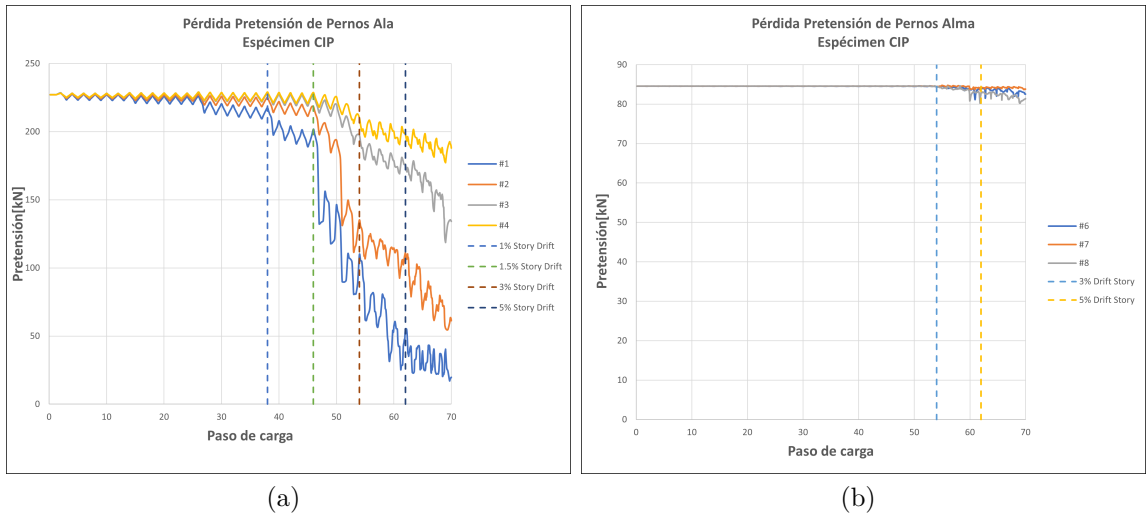 Pérdida Pretensión de Pernos Ala
Espécimen CIP
250
200
150
100
50
0
0 10 20 30 40 50 60 70
Pretensión[kN]
Paso de carga
#1
#2
#3
#4
1% Story Drift
1.5% Story Drift
3% Story Drift
5% Story Drift
(a)
Pérdida Pretensión de Pernos Alma
Espécimen CIP
90
80
70
60
50
40
30
20
10
0
0 10 20 30 40 50 60 70
Pretensión[kN]
Paso de carga
#6
#7
#8
3% Drift Story
5% Drift Story
(b)